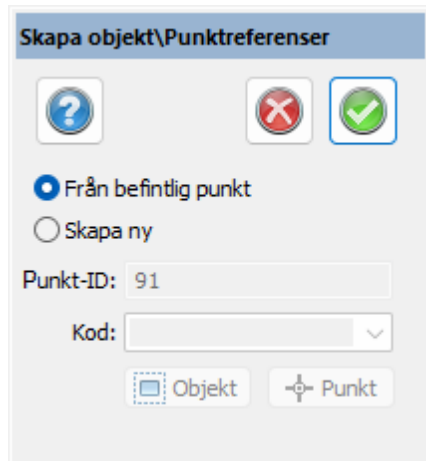 Skapa objekt\Punktreferenser
?
Från befintlig punkt
Skapa ny
Punkt-ID: 91
Kod:
Objekt Punkt